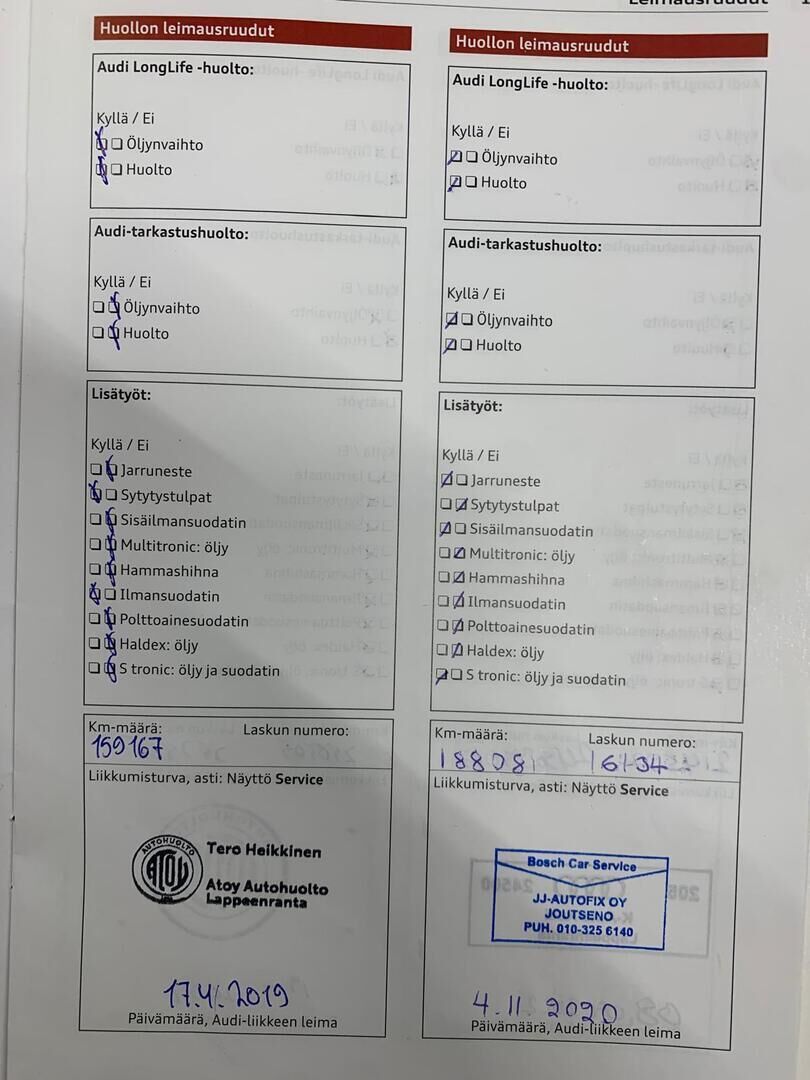 Leimausruudut
Huollon leimausruudut
Audi LongLife -huolto:
Kyllä / Ei
Öljynvaihto
Huolto
Audi-tarkastushuolto:
Kyllä / Ei
Öljynvaihto
Huolto
Lisätyöt:
Kyllä / Ei
Jarruneste
Sytytystulpat
Sisäilmansuodatin
Multitronic: öljy
Hammashihna
Ilmansuodatin
Polttoainesuodatin
Haldex: öljy
S tronic: öljy ja suodatin
Km-määrä: Laskun numero:
159167
Liikkumisturva, asti: Näyttö Service
AUTOHUOLTO
ATOY
Tero Heikkinen
Atoy Autohuolto
Lappeenranta
17.4.2019
Päivämäärä, Audi-liikkeen leima
Huollon leimausruudut
Audi LongLife -huolto:
Kyllä / Ei
Öljynvaihto
Huolto
Audi-tarkastushuolto:
Kyllä / Ei
Öljynvaihto
Huolto
Lisätyöt:
Kyllä / Ei
Jarruneste
Sytytystulpat
Sisäilmansuodatin
Multitronic: öljy
Hammashihna
Ilmansuodatin
Polttoainesuodatin
Haldex: öljy
S tronic: öljy ja suodatin
Km-määrä: Laskun numero:
188081
Liikkumisturva, asti: Näyttö Service
Bosch Car Service
JJ-AUTOFIX OY
JOUTSENO
PUH. 010-325 6140
4.11.2020
Päivämäärä, Audi-liikkeen leima